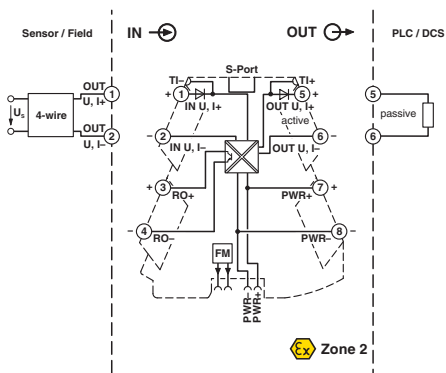 Sensor / Field
IN
OUT
PLC / DCS
S-Port
TI–
TI+
OUT
U, I+
1
+
1
IN U, I+
5
+
OUT U, I+
active
5
Us
4-wire
passive
OUT
U, I–
2
–
2
IN U, I–
6
–
OUT U, I–
6
+
3
RO+
7
+
PWR+
–
4
RO–
8
–
PWR–
FM
PWR–
PWR+
Ex
Zone 2